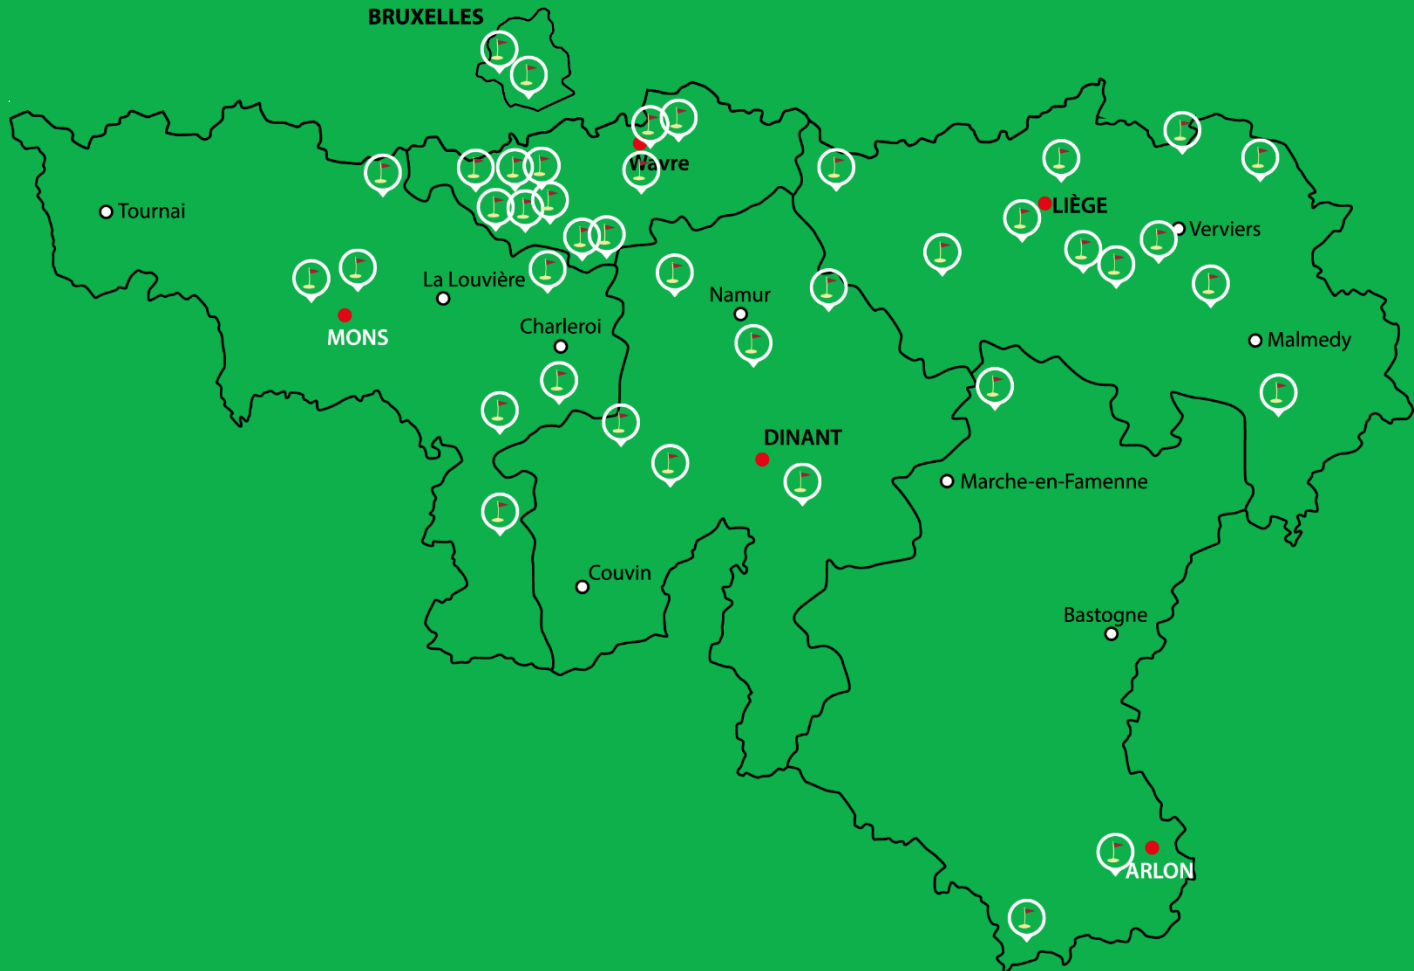 BRUXELLES
Wavre
Tournai
LIÈGE
Verviers
La Louvière
Namur
MONS
Charleroi
Malmedy
DINANT
Marche-en-Famenne
Couvin
Bastogne
ARLON